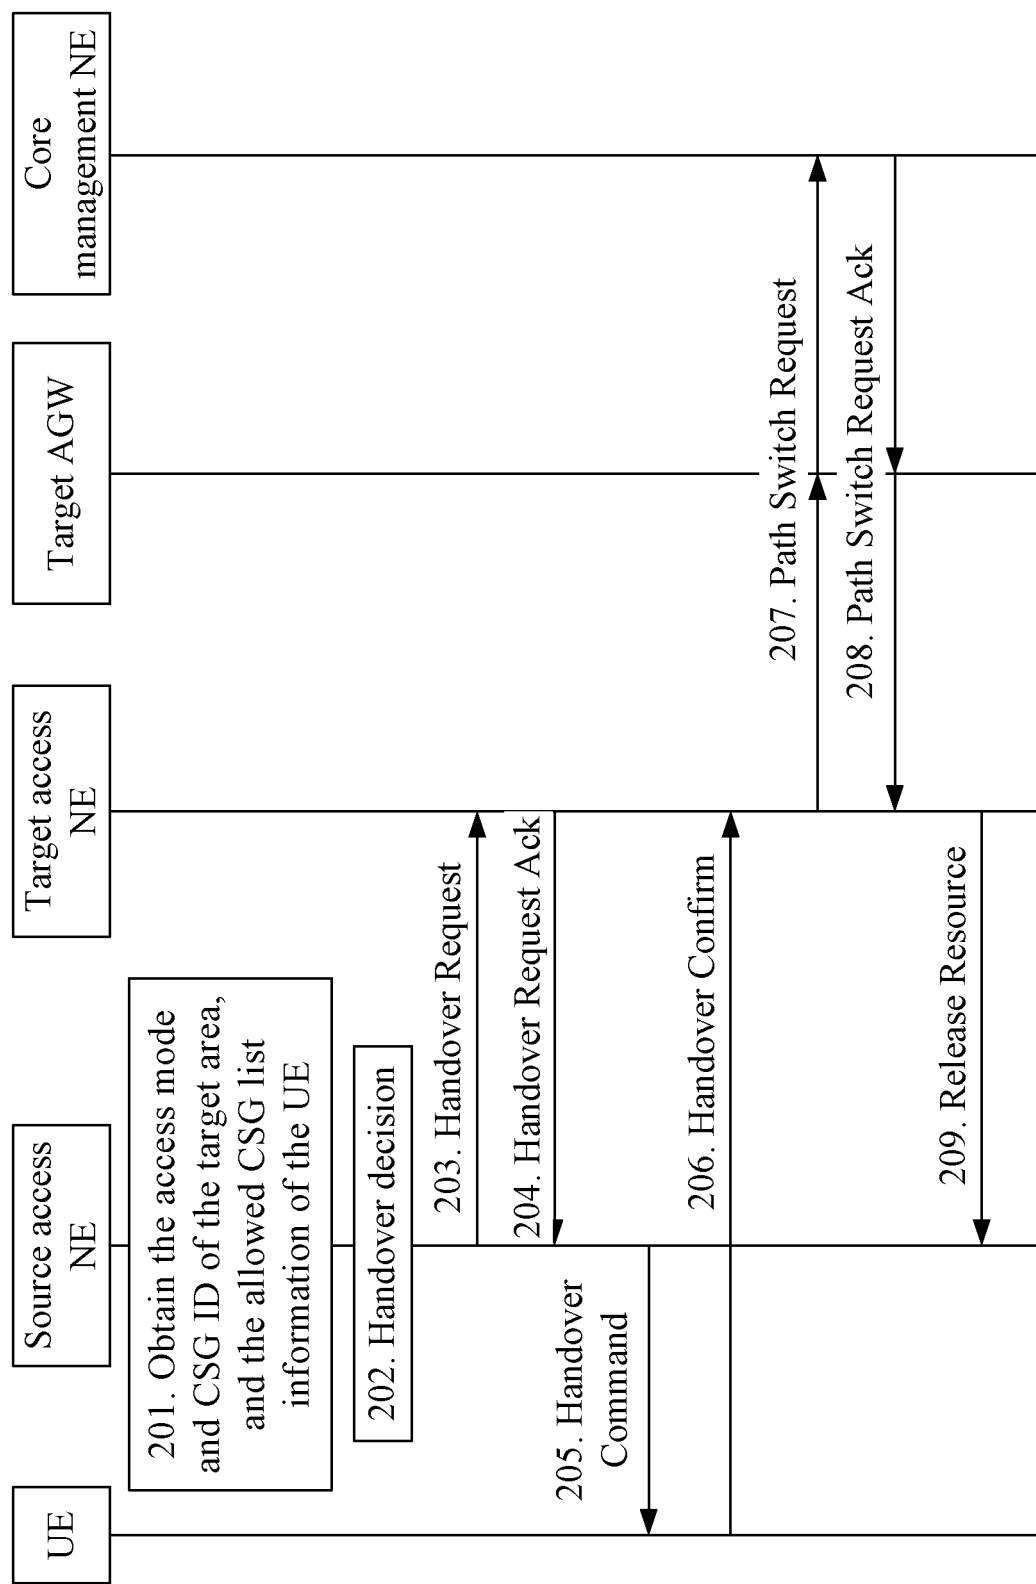 UE
Source access
NE
Target access
NE
Target AGW
Core
management NE
201. Obtain the access mode
and CSG ID of the target area,
and the allowed CSG list
information of the UE
202. Handover decision
203. Handover Request
204. Handover Request Ack
205. Handover
Command
206. Handover Confirm
207. Path Switch Request
208. Path Switch Request Ack
209. Release Resource